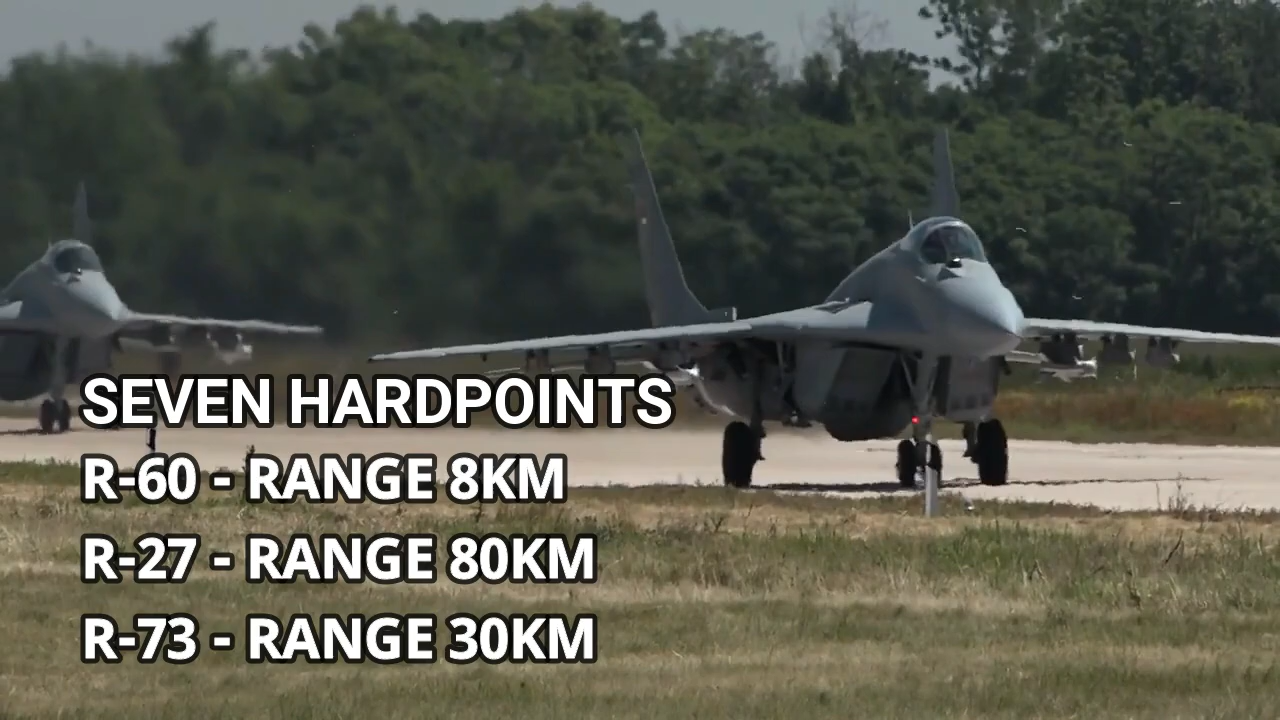 SEVEN HARDPOINTS
R-60 - RANGE 8KM
R-27 - RANGE 80KM
R-73 - RANGE 30KM